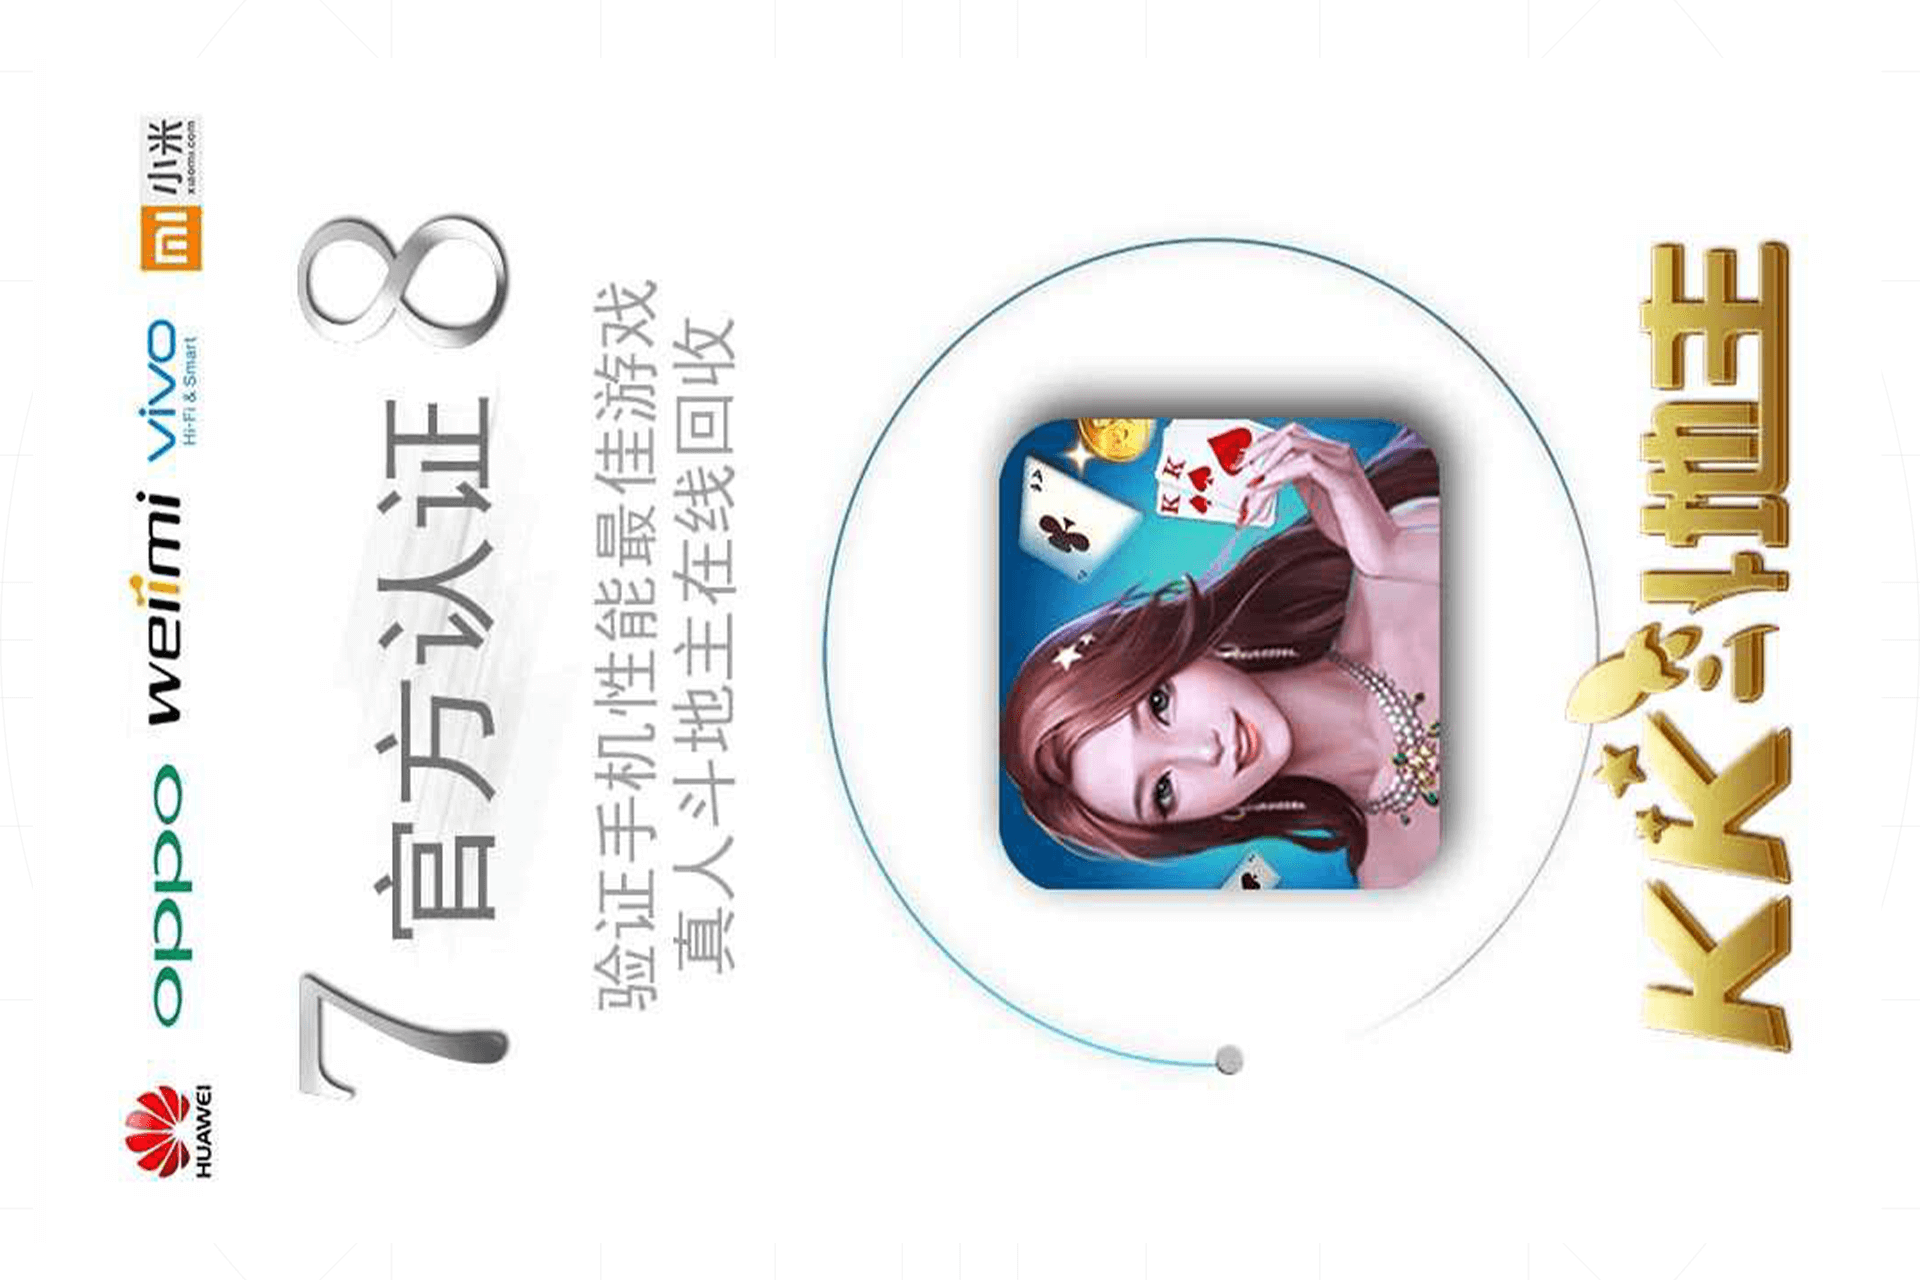 HUAWEI
oppo
weiimi
vivo
Hi-Fi & Smart
mi
小米
xiaomi.com
7
官方认证
8
验证手机性能最佳游戏
真人斗地主在线回收
A
K
K
KK斗地主